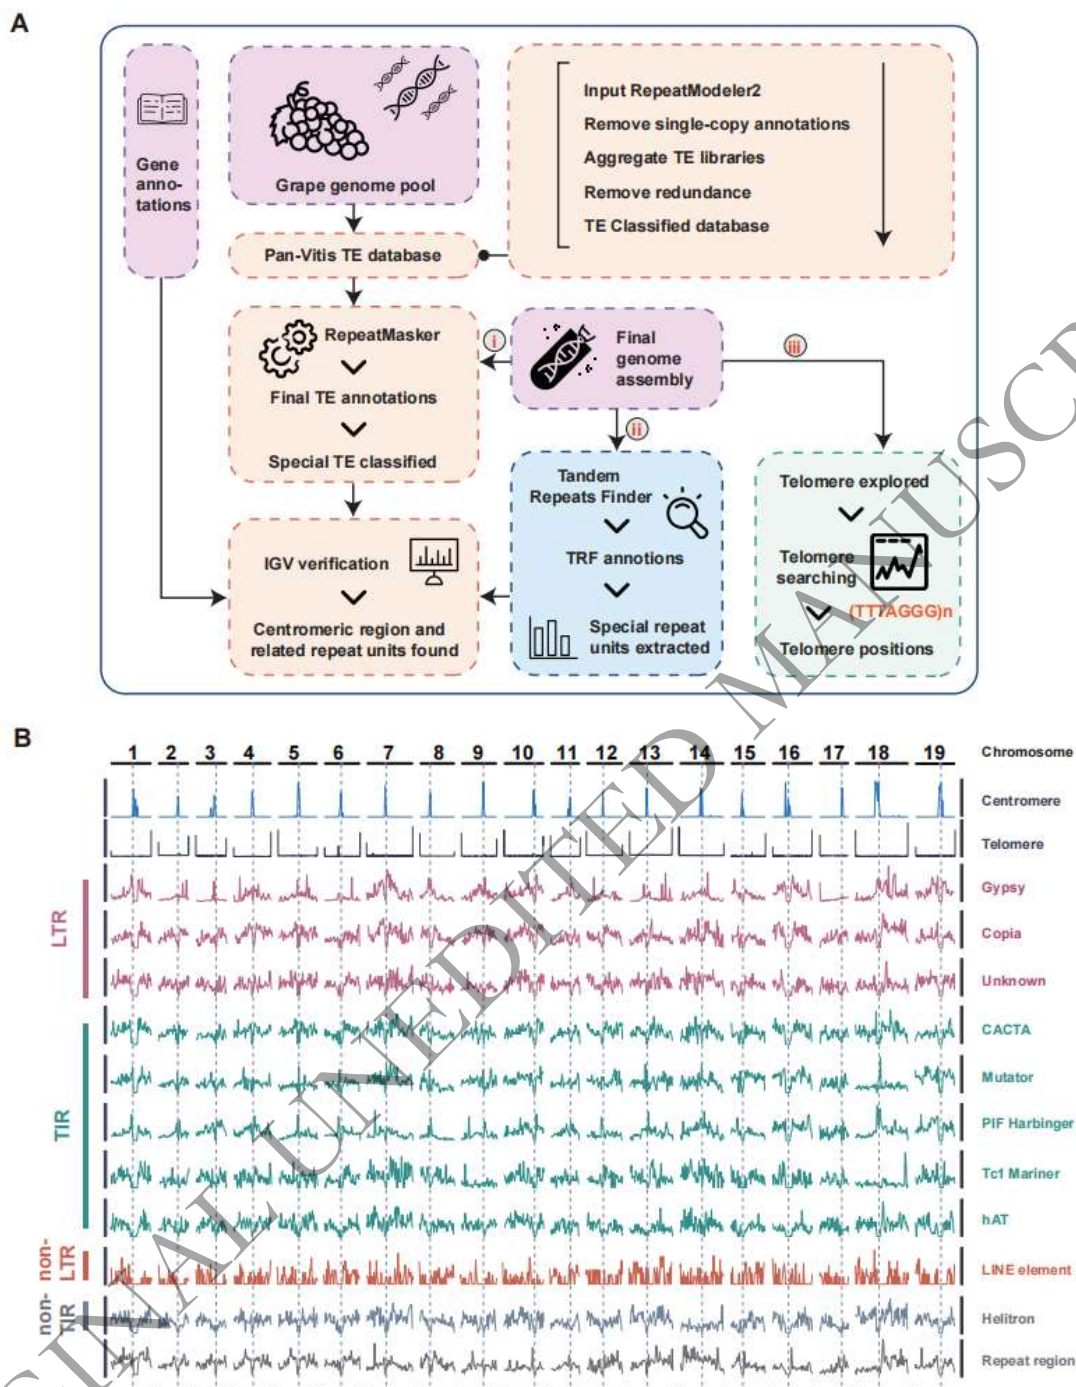 A
Gene
anno-
tations
Grape genome pool
Input RepeatModeler2
Remove single-copy annotations
Aggregate TE libraries
Remove redundance
TE Classified database
Pan-Vitis TE database
RepeatMasker
Final TE annotations
Special TE classified
i
Final
genome
assembly
ii
iii
IGV verification
Centromeric region and
related repeat units found
Tandem
Repeats Finder
TRF annotions
Special repeat
units extracted
Telomere explored
Telomere
searching
(TTTAGGG)n
Telomere positions
B
1 2 3 4 5 6 7 8 9 10 11 12 13 14 15 16 17 18 19 Chromosome
Centromere
Telomere
LTR
Gypsy
Copia
Unknown
TIR
CACTA
Mutator
PIF Harbinger
Tc1 Mariner
hAT
non-
LTR
LINE element
non-
TIR
Helitron
Repeat region
GINAL UNEDITED MANUSCR